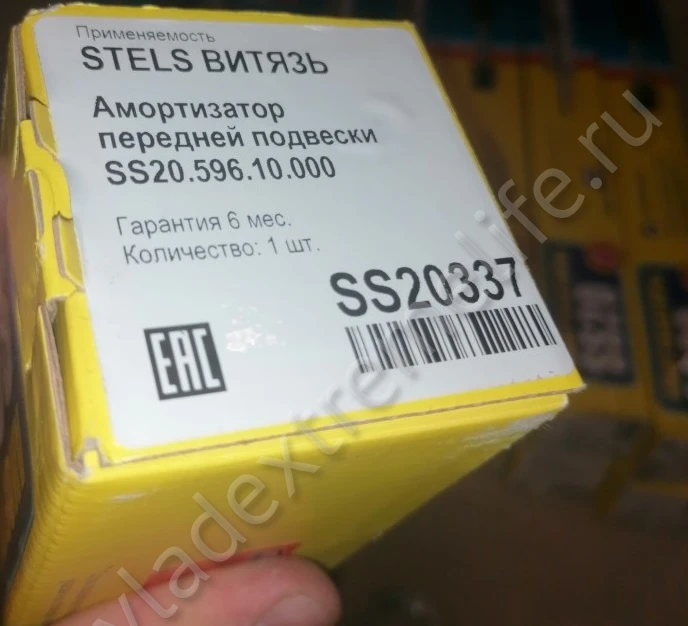 Применяемость
STELS ВИТЯЗЬ
Амортизатор
передней подвески
SS20.596.10.000
Гарантия 6 мес.
Количество: 1 шт.
SS20337
EAC
vladextremelife.ru
SS20